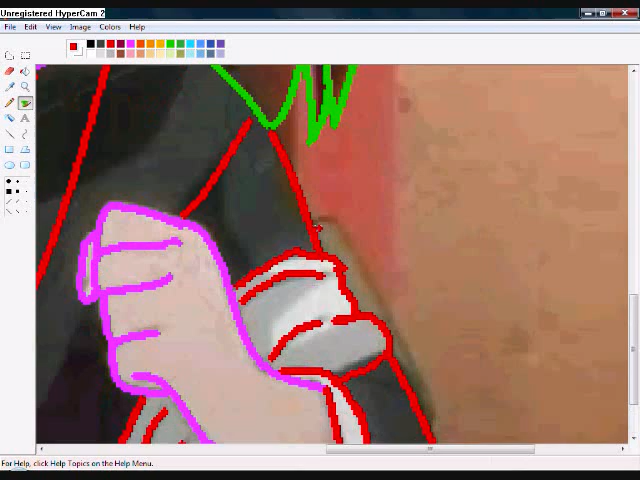 Unregistered HyperCam 2
File Edit View Image Colors Help
A
For Help, click Help Topics on the Help Menu.